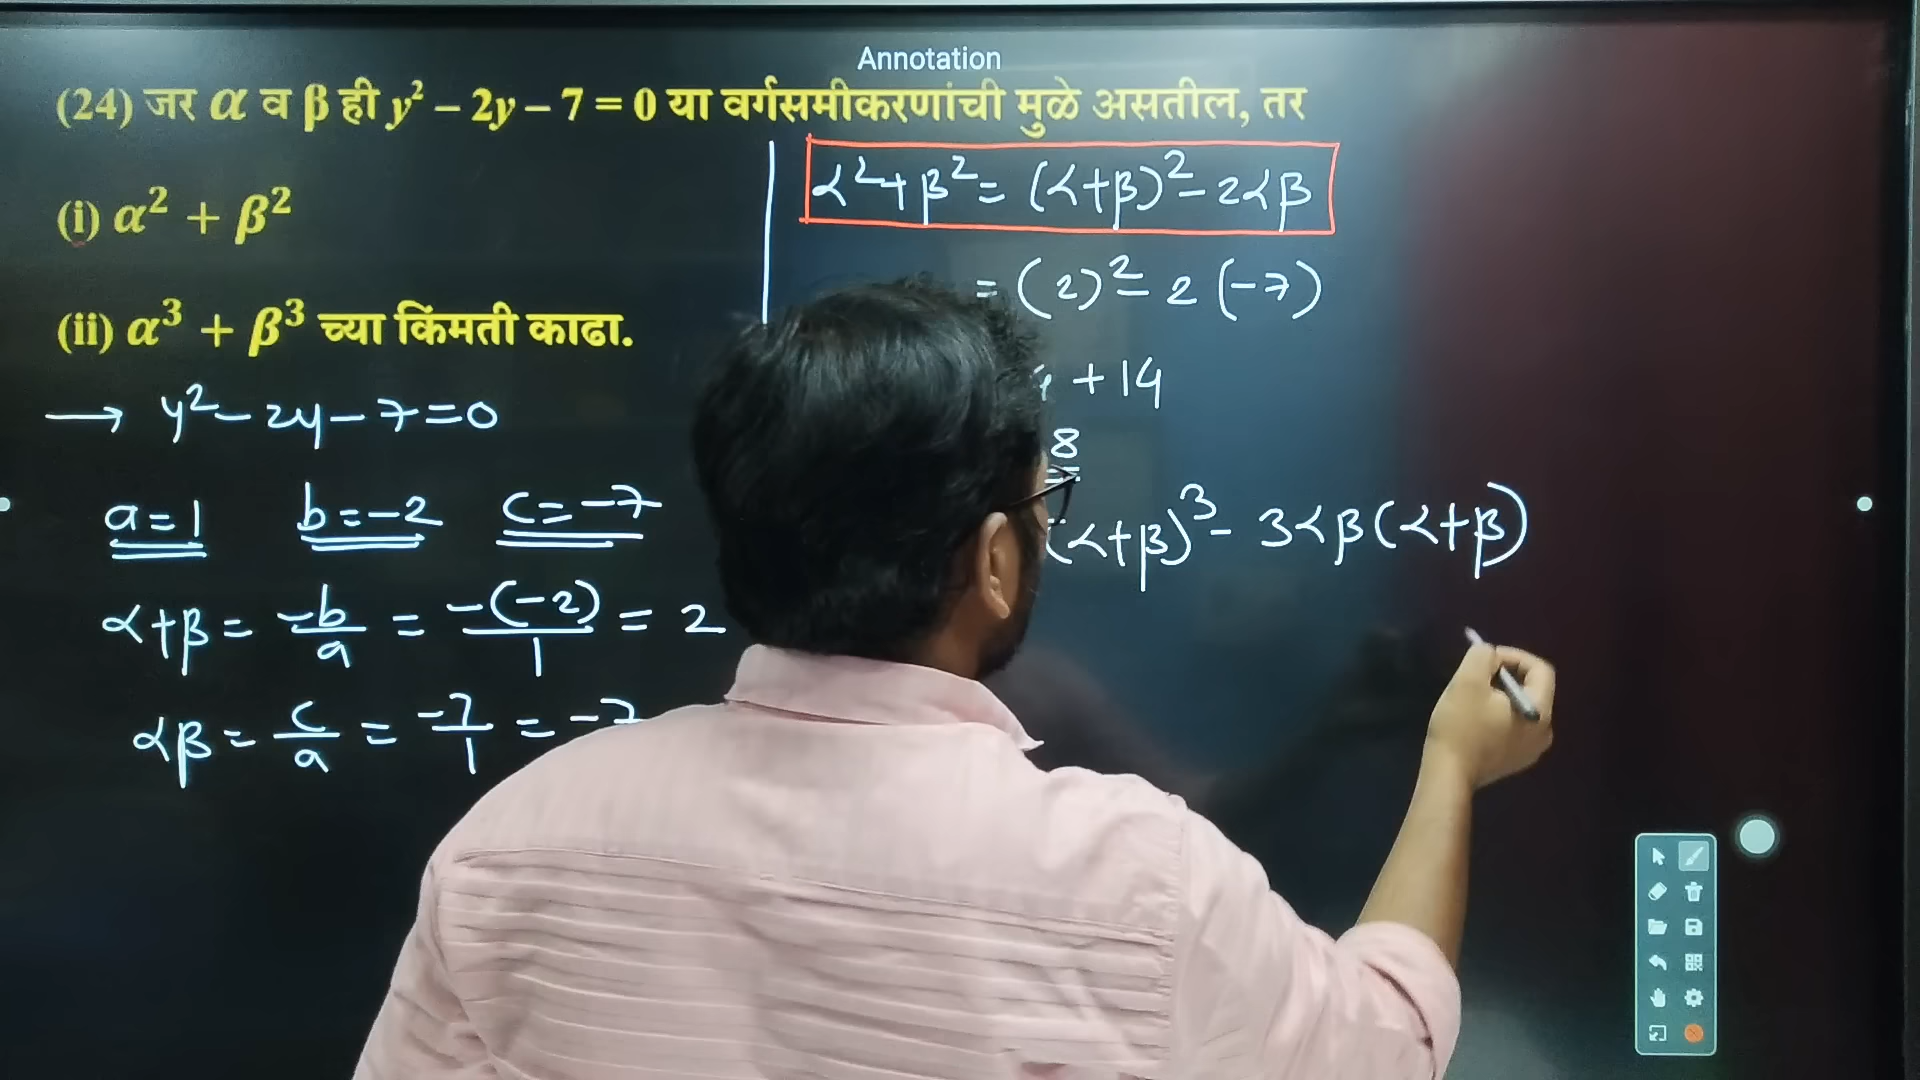 Annotation
(24) जर α व β ही y² – 2y – 7 = 0 या वर्गसमीकरणांची मुळे असतील, तर
(i) α² + β²
(ii) α³ + β³ च्या किंमती काढा.
→ y² – 2y – 7 = 0
a = 1 b = –2 c = –7
α+β = -b/a = -(-2)/1 = 2
αβ = c/a = -7/1 = -7
α²+β² = (α+β)² – 2αβ
= (2)² – 2(-7)
+ 14
8
(α+β)³ – 3αβ(α+β)